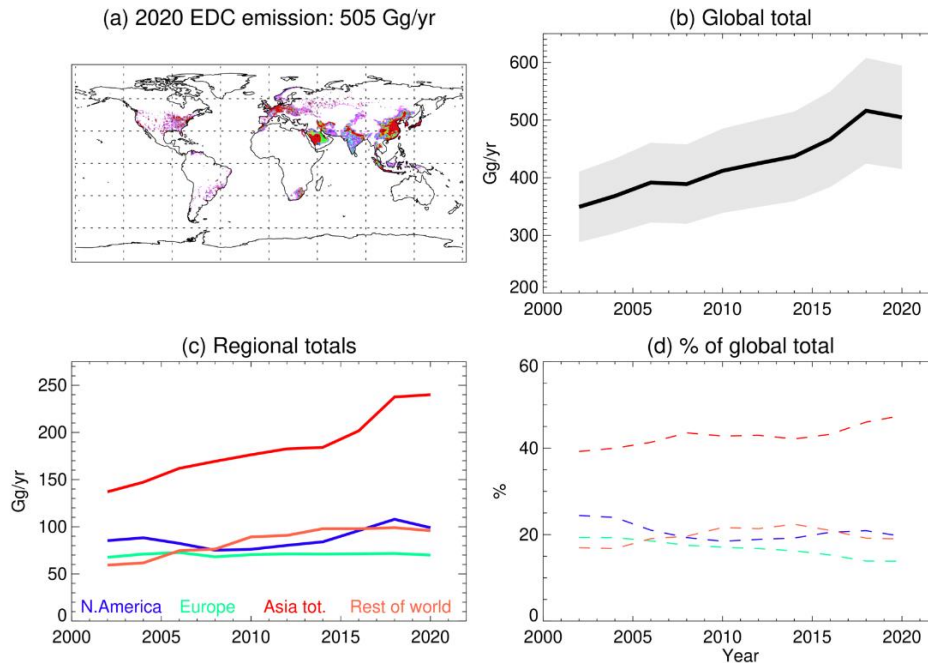 (a) 2020 EDC emission: 505 Gg/yr
(b) Global total
Gg/yr
600
500
400
300
200
2000 2005 2010 2015 2020
(c) Regional totals
Gg/yr
250
200
150
100
50
0
N.America Europe Asia tot. Rest of world
2000 2005 2010 2015 2020
(d) % of global total
%
60
40
20
0
2000 2005 2010 2015 2020
Year